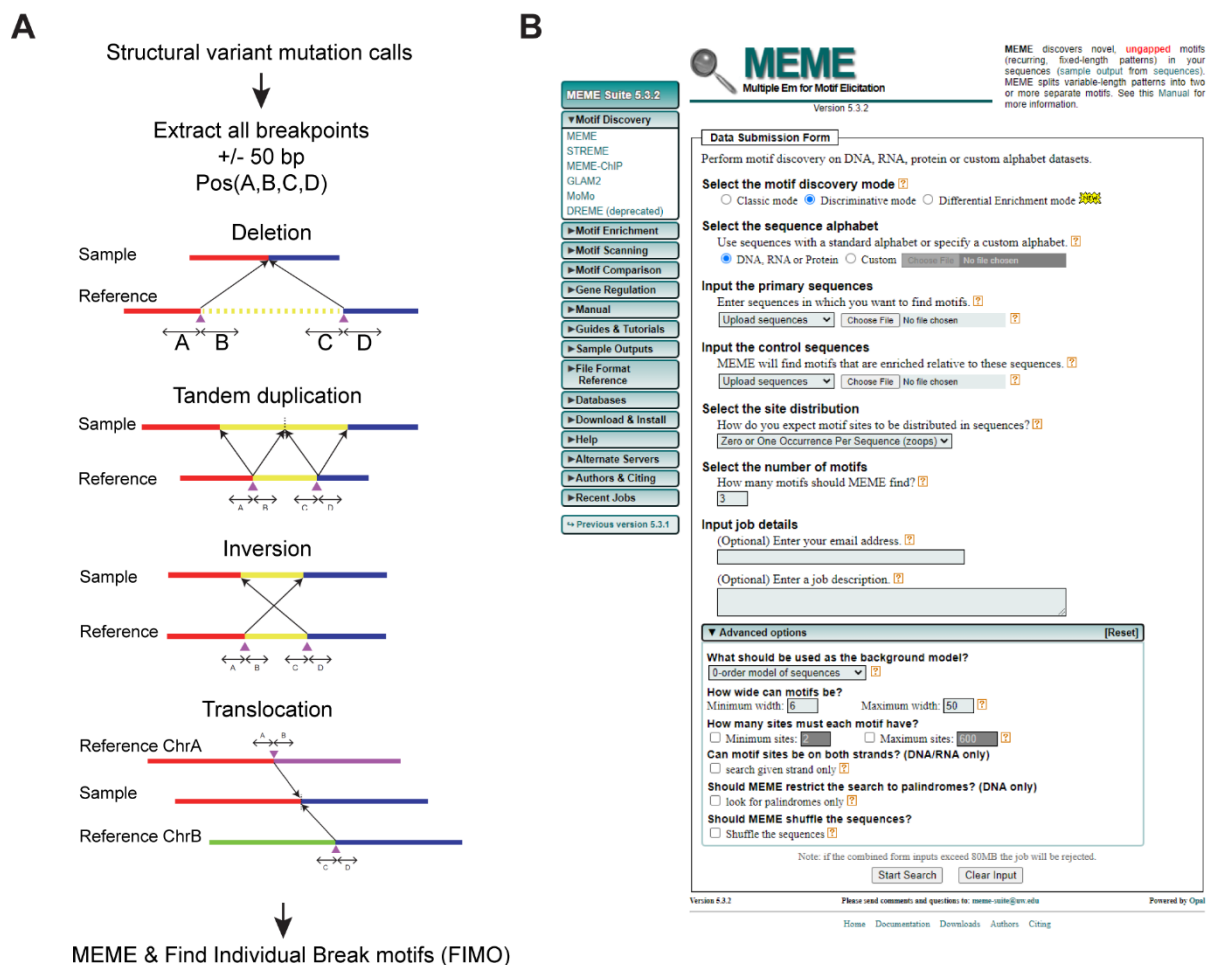 A
Structural variant mutation calls
Extract all breakpoints
+/- 50 bp
Pos(A,B,C,D)
Deletion
Sample
Reference
A B C D
Tandem duplication
Sample
Reference
A B C D
Inversion
Sample
Reference
A B C D
Translocation
A B
Reference ChrA
Sample
Reference ChrB
C D
MEME & Find Individual Break motifs (FIMO)
B
MEME
Multiple Em for Motif Elicitation
Version 5.3.2
MEME discovers novel, ungapped motifs
(recurring, fixed-length patterns) in your
sequences (sample output from sequences).
MEME splits variable-length patterns into two
or more separate motifs. See this Manual for
more information.
MEME Suite 5.3.2
▼Motif Discovery
MEME
STREME
MEME-ChIP
GLAM2
MoMo
DREME (deprecated)
►Motif Enrichment
►Motif Scanning
►Motif Comparison
►Gene Regulation
►Manual
►Guides & Tutorials
►Sample Outputs
►File Format
Reference
►Databases
►Download & Install
►Help
►Alternate Servers
►Authors & Citing
►Recent Jobs
↪ Previous version 5.3.1
Data Submission Form
Perform motif discovery on DNA, RNA, protein or custom alphabet datasets.
Select the motif discovery mode ?
Classic mode Discriminative mode Differential Enrichment mode New
Select the sequence alphabet
Use sequences with a standard alphabet or specify a custom alphabet. ?
DNA, RNA or Protein Custom Choose File No file chosen
Input the primary sequences
Enter sequences in which you want to find motifs. ?
Upload sequences Choose File No file chosen ?
Input the control sequences
MEME will find motifs that are enriched relative to these sequences. ?
Upload sequences Choose File No file chosen ?
Select the site distribution
How do you expect motif sites to be distributed in sequences? ?
Zero or One Occurrence Per Sequence (zoops)
Select the number of motifs
How many motifs should MEME find? ?
3
Input job details
(Optional) Enter your email address. ?
(Optional) Enter a job description. ?
▼ Advanced options [Reset]
What should be used as the background model?
0-order model of sequences ?
How wide can motifs be?
Minimum width: 6 Maximum width: 50 ?
How many sites must each motif have?
Minimum sites: 2 Maximum sites: 600 ?
Can motif sites be on both strands? (DNA/RNA only)
search given strand only ?
Should MEME restrict the search to palindromes? (DNA only)
look for palindromes only ?
Should MEME shuffle the sequences?
Shuffle the sequences ?
Note: if the combined form inputs exceed 80MB the job will be rejected.
Start Search Clear Input
Version 5.3.2 Please send comments and questions to: meme-suite@uw.edu Powered by Opal
Home Documentation Downloads Authors Citing